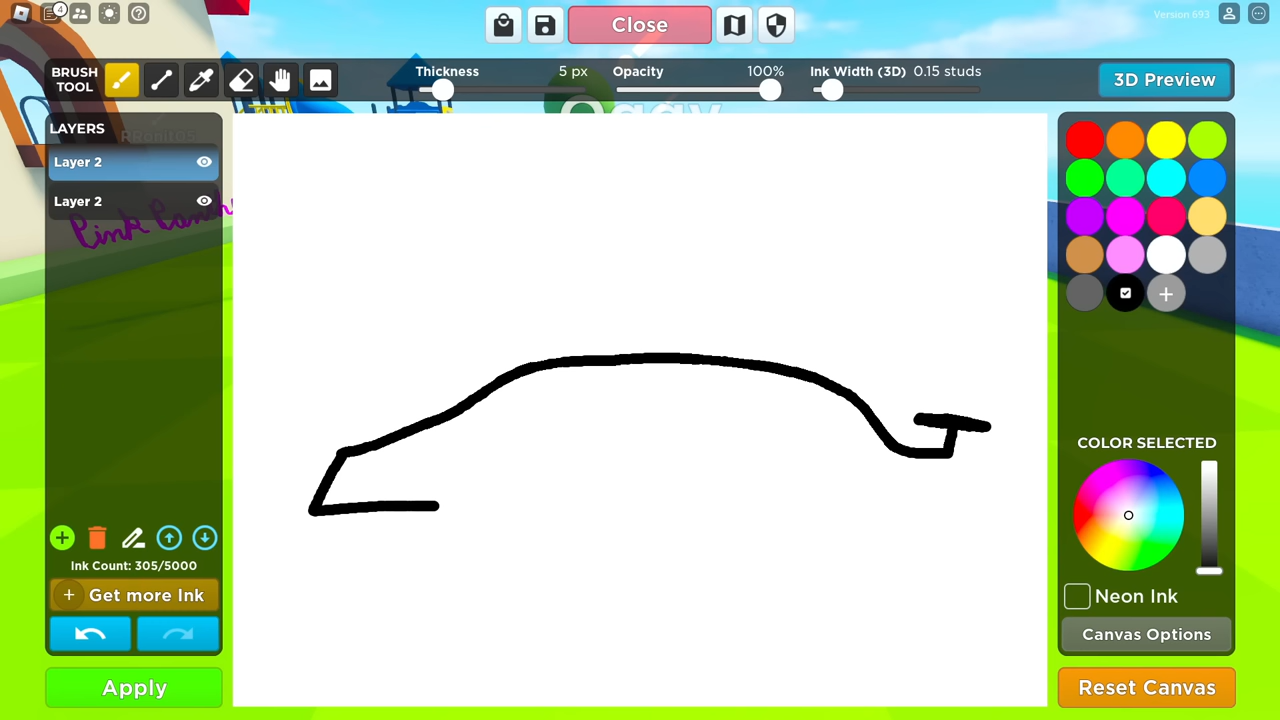 4
Close
Version 693
BRUSH
TOOL
Thickness 5 px
Opacity 100%
Ink Width (3D) 0.15 studs
3D Preview
LAYERS
Layer 2
Layer 2
Pink
Ink Count: 305/5000
+ Get more Ink
Apply
COLOR SELECTED
Neon Ink
Canvas Options
Reset Canvas